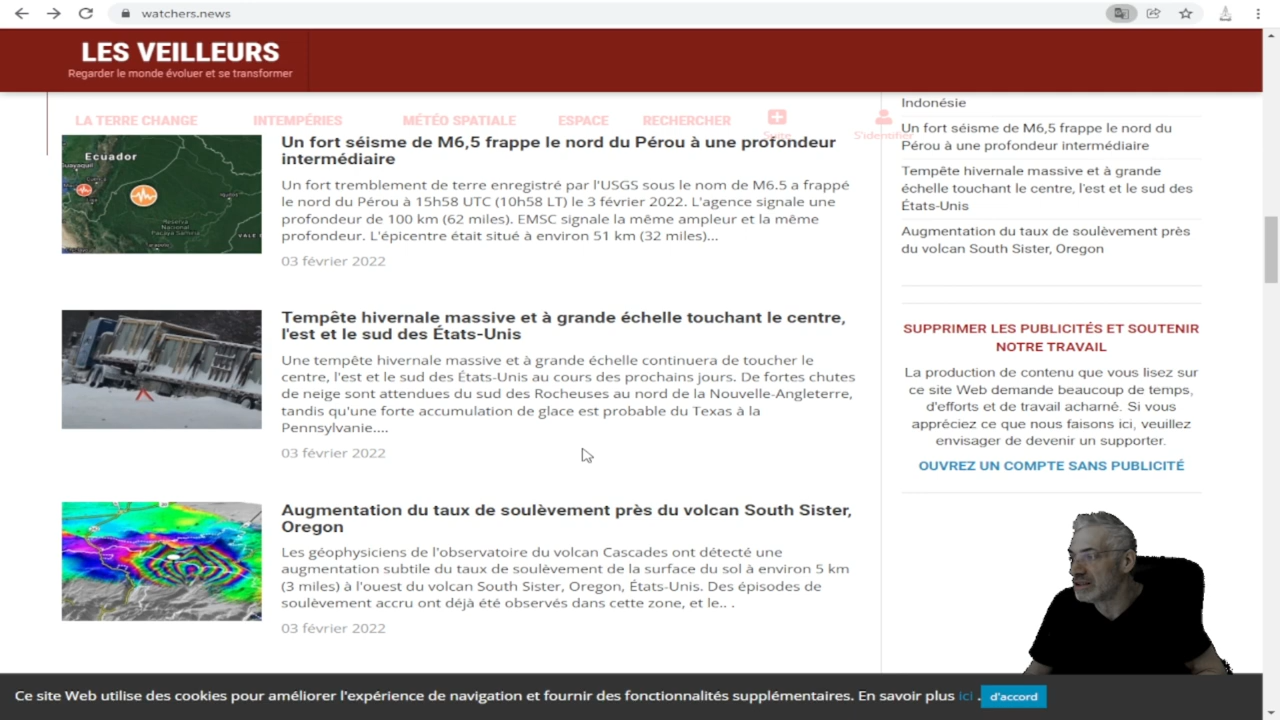 watchers.news
LES VEILLEURS
Regarder le monde évoluer et se transformer
LA TERRE CHANGE
INTEMPÉRIES
MÉTÉO SPATIALE
ESPACE
RECHERCHER
Suite
S'identifier
Ecuador
Un fort séisme de M6,5 frappe le nord du Pérou à une profondeur
intermédiaire
Un fort tremblement de terre enregistré par l'USGS sous le nom de M6.5 a frappé
le nord du Pérou à 15h58 UTC (10h58 LT) le 3 février 2022. L'agence signale une
profondeur de 100 km (62 miles). EMSC signale la même ampleur et la même
profondeur. L'épicentre était situé à environ 51 km (32 miles)...
03 février 2022
Tempête hivernale massive et à grande échelle touchant le centre,
l'est et le sud des États-Unis
Une tempête hivernale massive et à grande échelle continuera de toucher le
centre, l'est et le sud des États-Unis au cours des prochains jours. De fortes chutes
de neige sont attendues du sud des Rocheuses au nord de la Nouvelle-Angleterre,
tandis qu'une forte accumulation de glace est probable du Texas à la
Pennsylvanie....
03 février 2022
Augmentation du taux de soulèvement près du volcan South Sister,
Oregon
Les géophysiciens de l'observatoire du volcan Cascades ont détecté une
augmentation subtile du taux de soulèvement de la surface du sol à environ 5 km
(3 miles) à l'ouest du volcan South Sister, Oregon, États-Unis. Des épisodes de
soulèvement accru ont déjà été observés dans cette zone, et le.. .
03 février 2022
Indonésie
Un fort séisme de M6,5 frappe le nord du
Pérou à une profondeur intermédiaire
Tempête hivernale massive et à grande
échelle touchant le centre, l'est et le sud des
États-Unis
Augmentation du taux de soulèvement près
du volcan South Sister, Oregon
SUPPRIMER LES PUBLICITÉS ET SOUTENIR
NOTRE TRAVAIL
La production de contenu que vous lisez sur
ce site Web demande beaucoup de temps,
d'efforts et de travail acharné. Si vous
appréciez ce que nous faisons ici, veuillez
envisager de devenir un supporter.
OUVREZ UN COMPTE SANS PUBLICITÉ
Ce site Web utilise des cookies pour améliorer l'expérience de navigation et fournir des fonctionnalités supplémentaires. En savoir plus ici . d'accord